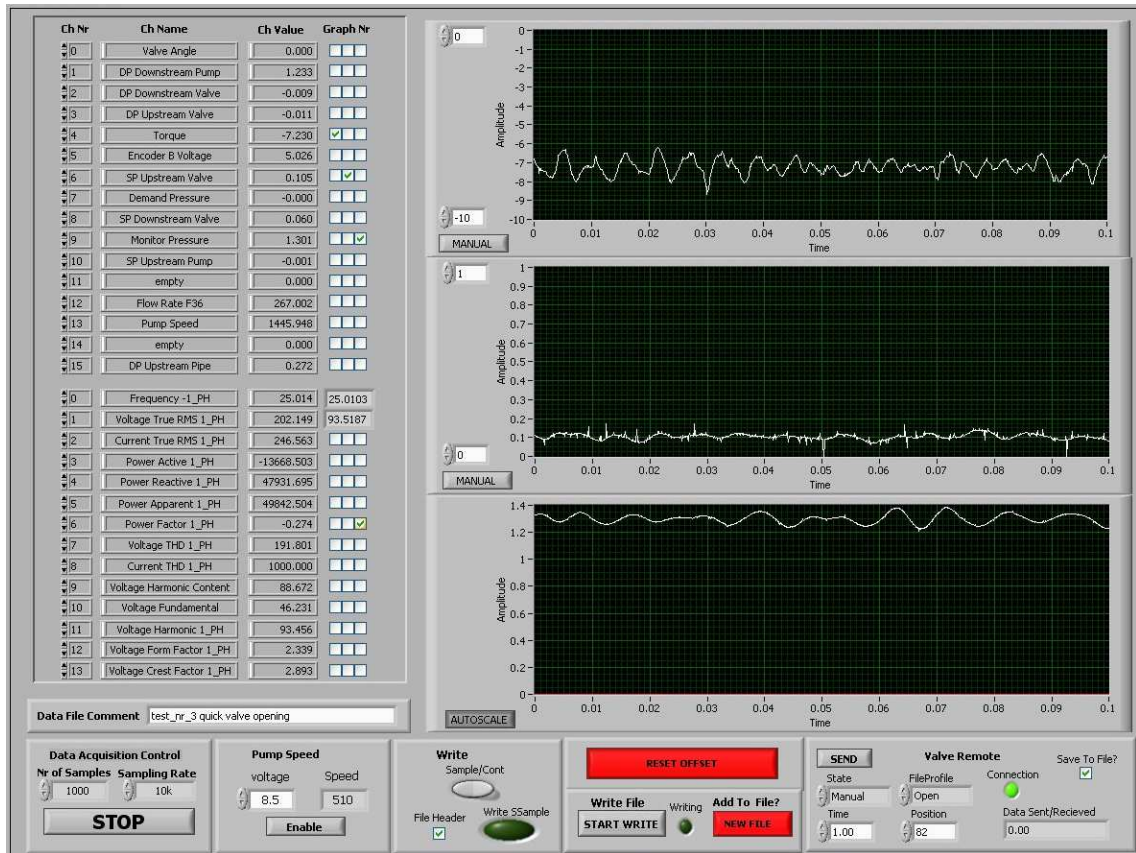 Ch Nr Ch Name Ch Value Graph Nr
0 Valve Angle 0.000
1 DP Downstream Pump 1.233
2 DP Downstream Valve -0.009
3 DP Upstream Valve -0.011
4 Torque -7.230
5 Encoder B Voltage 5.026
6 SP Upstream Valve 0.105
7 Demand Pressure -0.000
8 SP Downstream Valve 0.060
9 Monitor Pressure 1.301
10 SP Upstream Pump -0.001
11 empty 0.000
12 Flow Rate F36 267.002
13 Pump Speed 1445.948
14 empty 0.000
15 DP Upstream Pipe 0.272
0 Frequency -1_PH 25.014 25.0103
1 Voltage True RMS 1_PH 202.149 93.5187
2 Current True RMS 1_PH 246.563
3 Power Active 1_PH -13668.503
4 Power Reactive 1_PH 47931.695
5 Power Apparent 1_PH 49842.504
6 Power Factor 1_PH -0.274
7 Voltage THD 1_PH 191.801
8 Current THD 1_PH 1000.000
9 Voltage Harmonic Content 88.672
10 Voltage Fundamental 46.231
11 Voltage Harmonic 1_PH 93.456
12 Voltage Form Factor 1_PH 2.339
13 Voltage Crest Factor 1_PH 2.893
Data File Comment test_nr_3 quick valve opening
0
-10
MANUAL
Amplitude
0
-1
-2
-3
-4
-5
-6
-7
-8
-9
-10
0 0.01 0.02 0.03 0.04 0.05 0.06 0.07 0.08 0.09 0.1
Time
1
0
MANUAL
Amplitude
1
0.9
0.8
0.7
0.6
0.5
0.4
0.3
0.2
0.1
0
0 0.01 0.02 0.03 0.04 0.05 0.06 0.07 0.08 0.09 0.1
Time
AUTOSCALE
Amplitude
1.4
1.2
1
0.8
0.6
0.4
0.2
0
0 0.01 0.02 0.03 0.04 0.05 0.06 0.07 0.08 0.09 0.1
Time
Data Acquisition Control
Nr of Samples Sampling Rate
1000 10k
STOP
Pump Speed
voltage Speed
8.5 510
Enable
Write
Sample/Cont
File Header Write SSample
RESET OFFSET
Write File Writing Add To File?
START WRITE NEW FILE
SEND Valve Remote Save To File?
State FileProfile Connection
Manual Open
Time Position Data Sent/Recieved
1.00 82 0.00